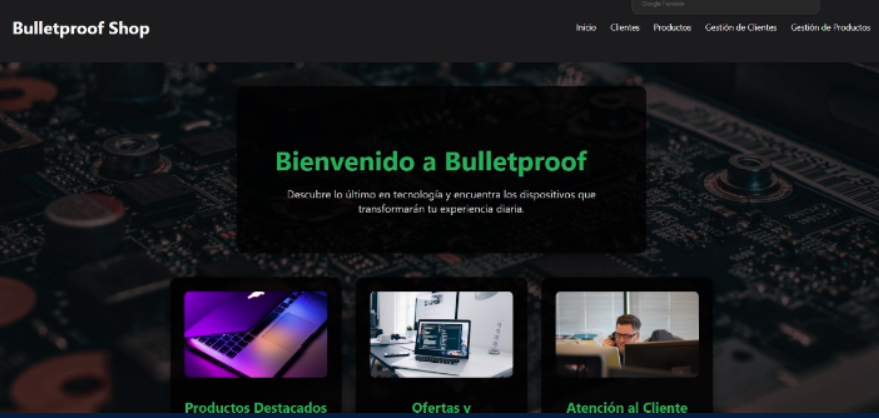 Google Translate
Bulletproof Shop
Inicio Clientes Productos Gestión de Clientes Gestión de Productos
Bienvenido a Bulletproof
Descubre lo último en tecnología y encuentra los dispositivos que
transformarán tu experiencia diaria.
Productos Destacados
Ofertas y
Atención al Cliente